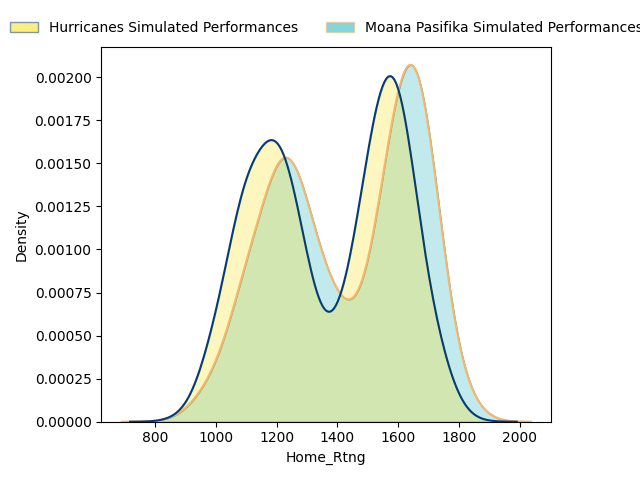 Hurricanes Simulated Performances Moana Pasifika Simulated Performances
0.00200
0.00175
0.00150
0.00125
0.00100
0.00075
0.00050
0.00025
0.00000
Density
800 1000 1200 1400 1600 1800 2000
Home_Rtng